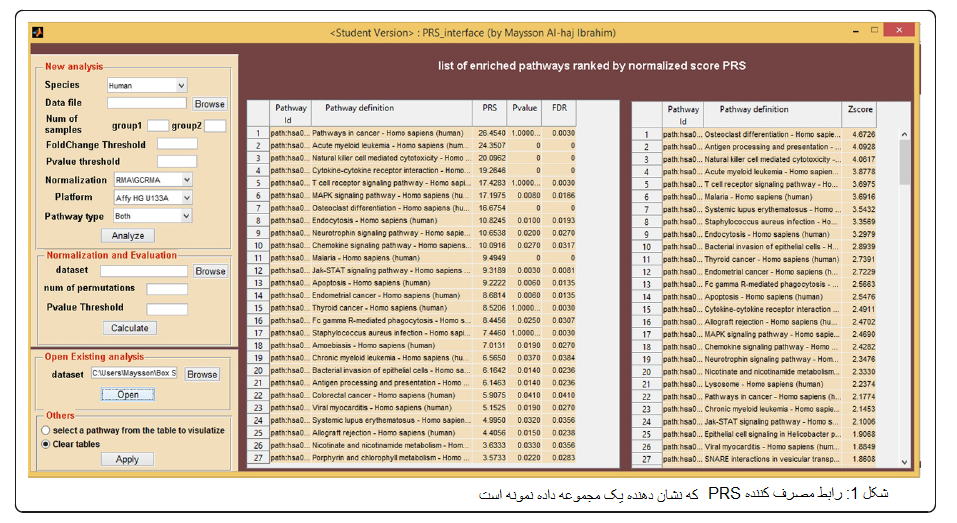 <Student Version> : PRS_interface (by Maysson Al-haj Ibrahim)
list of enriched pathways ranked by normalized score PRS
New analysis
Species Human
Data file Browse
Num of samples group1 group2
FoldChange Threshold
Pvalue threshold
Normalization RMA\GCRMA
Platform Affy HG U133A
Pathway type Both
Analyze
Normalization and Evaluation
dataset Browse
num of permutations
Pvalue Threshold
Calculate
Open Existing analysis
dataset C:\Users\Maysson\Box S Browse
Open
Others
select a pathway from the table to visulatize
Clear tables
Apply
Pathway Id Pathway definition PRS Pvalue FDR
1 path:hsa0... Pathways in cancer - Homo sapiens (human) 26.4540 1.0000... 0.0030
2 path:hsa0... Acute myeloid leukemia - Homo sapiens (human) 24.3507 0 0
3 path:hsa0... Natural killer cell mediated cytotoxicity - Homo ... 20.0962 0 0
4 path:hsa0... Cytokine-cytokine receptor interaction - Homo ... 19.2646 0 0
5 path:hsa0... T cell receptor signaling pathway - Homo sapi... 17.4283 1.0000... 0.0030
6 path:hsa0... MAPK signaling pathway - Homo sapiens (hum... 17.1975 0.0080 0.0166
7 path:hsa0... Osteoclast differentiation - Homo sapiens (hum... 16.6754 0 0
8 path:hsa0... Endocytosis - Homo sapiens (human) 10.8245 0.0100 0.0193
9 path:hsa0... Neurotrophin signaling pathway - Homo sapie... 10.6538 0.0200 0.0270
10 path:hsa0... Chemokine signaling pathway - Homo sapiens... 10.0916 0.0270 0.0317
11 path:hsa0... Malaria - Homo sapiens (human) 9.4949 0 0
12 path:hsa0... Jak-STAT signaling pathway - Homo sapiens ... 9.3189 0.0030 0.0081
13 path:hsa0... Apoptosis - Homo sapiens (human) 9.2222 0.0060 0.0135
14 path:hsa0... Endometrial cancer - Homo sapiens (human) 8.6814 0.0060 0.0135
15 path:hsa0... Thyroid cancer - Homo sapiens (human) 8.5206 1.0000... 0.0030
16 path:hsa0... Fc gamma R-mediated phagocytosis - Homo s... 8.4456 0.0250 0.0307
17 path:hsa0... Staphylococcus aureus infection - Homo sapi... 7.4460 1.0000... 0.0030
18 path:hsa0... Amoebiasis - Homo sapiens (human) 7.0131 0.0190 0.0270
19 path:hsa0... Chronic myeloid leukemia - Homo sapiens (hu... 6.5650 0.0370 0.0384
20 path:hsa0... Bacterial invasion of epithelial cells - Homo sa... 6.1642 0.0140 0.0236
21 path:hsa0... Antigen processing and presentation - Homo ... 6.1463 0.0140 0.0236
22 path:hsa0... Colorectal cancer - Homo sapiens (human) 5.9075 0.0410 0.0410
23 path:hsa0... Viral myocarditis - Homo sapiens (human) 5.1525 0.0190 0.0270
24 path:hsa0... Systemic lupus erythematosus - Homo sapien... 4.9950 0.0320 0.0356
25 path:hsa0... Allograft rejection - Homo sapiens (human) 4.4056 0.0150 0.0238
26 path:hsa0... Nicotinate and nicotinamide metabolism - Hom... 3.6333 0.0330 0.0356
27 path:hsa0... Porphyrin and chlorophyll metabolism - Homo ... 3.5733 0.0220 0.0283
Pathway Id Pathway definition Zscore
1 path:hsa0... Osteoclast differentiation - Homo sapie... 4.6726
2 path:hsa0... Antigen processing and presentation -... 4.0928
3 path:hsa0... Natural killer cell mediated cytotoxicity... 4.0617
4 path:hsa0... Acute myeloid leukemia - Homo sapien... 3.8778
5 path:hsa0... T cell receptor signaling pathway - Ho... 3.6975
6 path:hsa0... Malaria - Homo sapiens (human) 3.6916
7 path:hsa0... Systemic lupus erythematosus - Homo... 3.5432
8 path:hsa0... Staphylococcus aureus infection - Ho... 3.3569
9 path:hsa0... Endocytosis - Homo sapiens (human) 3.2979
10 path:hsa0... Bacterial invasion of epithelial cells - H... 2.8939
11 path:hsa0... Thyroid cancer - Homo sapiens (human) 2.7391
12 path:hsa0... Endometrial cancer - Homo sapiens (h... 2.7229
13 path:hsa0... Fc gamma R-mediated phagocytosis -... 2.5663
14 path:hsa0... Apoptosis - Homo sapiens (human) 2.5476
15 path:hsa0... Cytokine-cytokine receptor interaction ... 2.4911
16 path:hsa0... Allograft rejection - Homo sapiens (hu... 2.4702
17 path:hsa0... MAPK signaling pathway - Homo sapie... 2.4690
18 path:hsa0... Chemokine signaling pathway - Homo ... 2.4282
19 path:hsa0... Neurotrophin signaling pathway - Hom... 2.3476
20 path:hsa0... Nicotinate and nicotinamide metabolism... 2.3330
21 path:hsa0... Lysosome - Homo sapiens (human) 2.2374
22 path:hsa0... Pathways in cancer - Homo sapiens (h... 2.1774
23 path:hsa0... Chronic myeloid leukemia - Homo sapie... 2.1453
24 path:hsa0... Jak-STAT signaling pathway - Homo s... 2.1006
25 path:hsa0... Epithelial cell signaling in Helicobacter p... 1.9068
26 path:hsa0... Viral myocarditis - Homo sapiens (hum... 1.8849
27 path:hsa0... SNARE interactions in vesicular transp... 1.8608
شکل 1: رابط مصرف کننده PRS که نشان دهنده یک مجموعه داده نمونه است